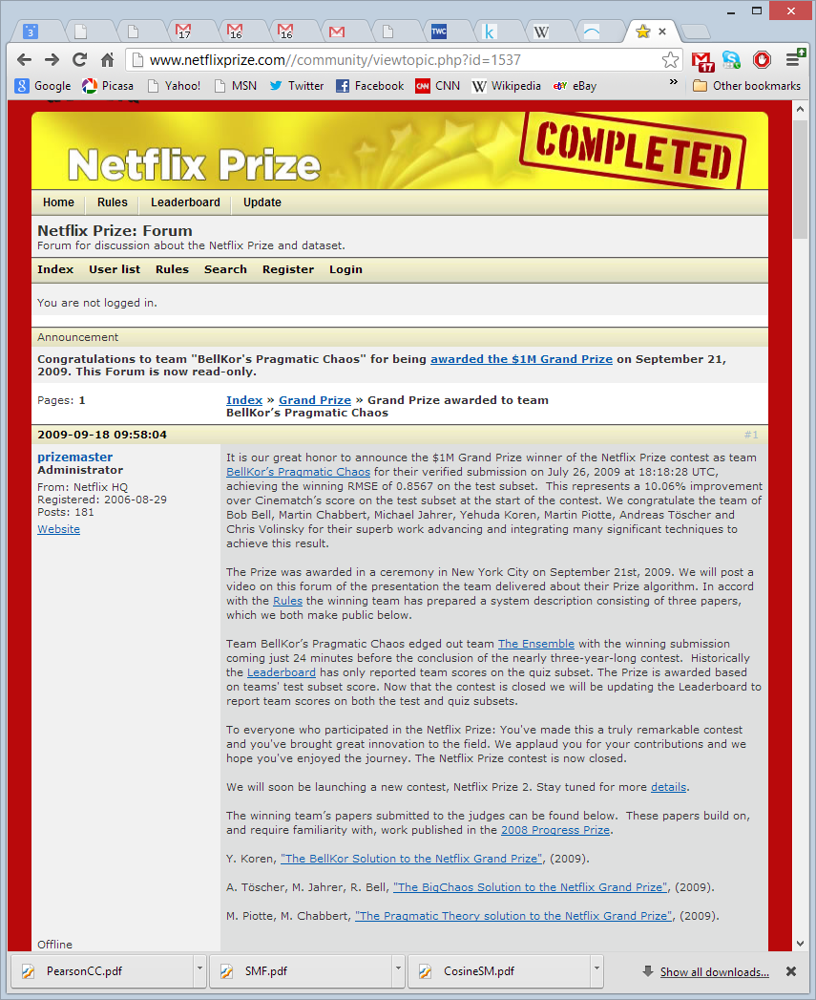 3
17
16
16
TWC
k
W
www.netflixprize.com//community/viewtopic.php?id=1537
17
Google
Picasa
Yahoo!
MSN
Twitter
Facebook
CNN
Wikipedia
eBay
»
Other bookmarks
Netflix Prize
COMPLETED
Home Rules Leaderboard Update
Netflix Prize: Forum
Forum for discussion about the Netflix Prize and dataset.
Index User list Rules Search Register Login
You are not logged in.
Announcement
Congratulations to team "BellKor's Pragmatic Chaos" for being awarded the $1M Grand Prize on September 21,
2009. This Forum is now read-only.
Pages: 1
Index » Grand Prize » Grand Prize awarded to team
BellKor's Pragmatic Chaos
2009-09-18 09:58:04
#1
prizemaster
Administrator
From: Netflix HQ
Registered: 2006-08-29
Posts: 181
Website
It is our great honor to announce the $1M Grand Prize winner of the Netflix Prize contest as team
BellKor's Pragmatic Chaos for their verified submission on July 26, 2009 at 18:18:28 UTC,
achieving the winning RMSE of 0.8567 on the test subset. This represents a 10.06% improvement
over Cinematch's score on the test subset at the start of the contest. We congratulate the team of
Bob Bell, Martin Chabbert, Michael Jahrer, Yehuda Koren, Martin Piotte, Andreas Töscher and
Chris Volinsky for their superb work advancing and integrating many significant techniques to
achieve this result.
The Prize was awarded in a ceremony in New York City on September 21st, 2009. We will post a
video on this forum of the presentation the team delivered about their Prize algorithm. In accord
with the Rules the winning team has prepared a system description consisting of three papers,
which we both make public below.
Team BellKor's Pragmatic Chaos edged out team The Ensemble with the winning submission
coming just 24 minutes before the conclusion of the nearly three-year-long contest. Historically
the Leaderboard has only reported team scores on the quiz subset. The Prize is awarded based
on teams' test subset score. Now that the contest is closed we will be updating the Leaderboard to
report team scores on both the test and quiz subsets.
To everyone who participated in the Netflix Prize: You've made this a truly remarkable contest
and you've brought great innovation to the field. We applaud you for your contributions and we
hope you've enjoyed the journey. The Netflix Prize contest is now closed.
We will soon be launching a new contest, Netflix Prize 2. Stay tuned for more details.
The winning team's papers submitted to the judges can be found below. These papers build on,
and require familiarity with, work published in the 2008 Progress Prize.
Y. Koren, "The BellKor Solution to the Netflix Grand Prize", (2009).
A. Töscher, M. Jahrer, R. Bell, "The BigChaos Solution to the Netflix Grand Prize", (2009).
M. Piotte, M. Chabbert, "The Pragmatic Theory solution to the Netflix Grand Prize", (2009).
Offline
PearsonCC.pdf
SMF.pdf
CosineSM.pdf
Show all downloads...